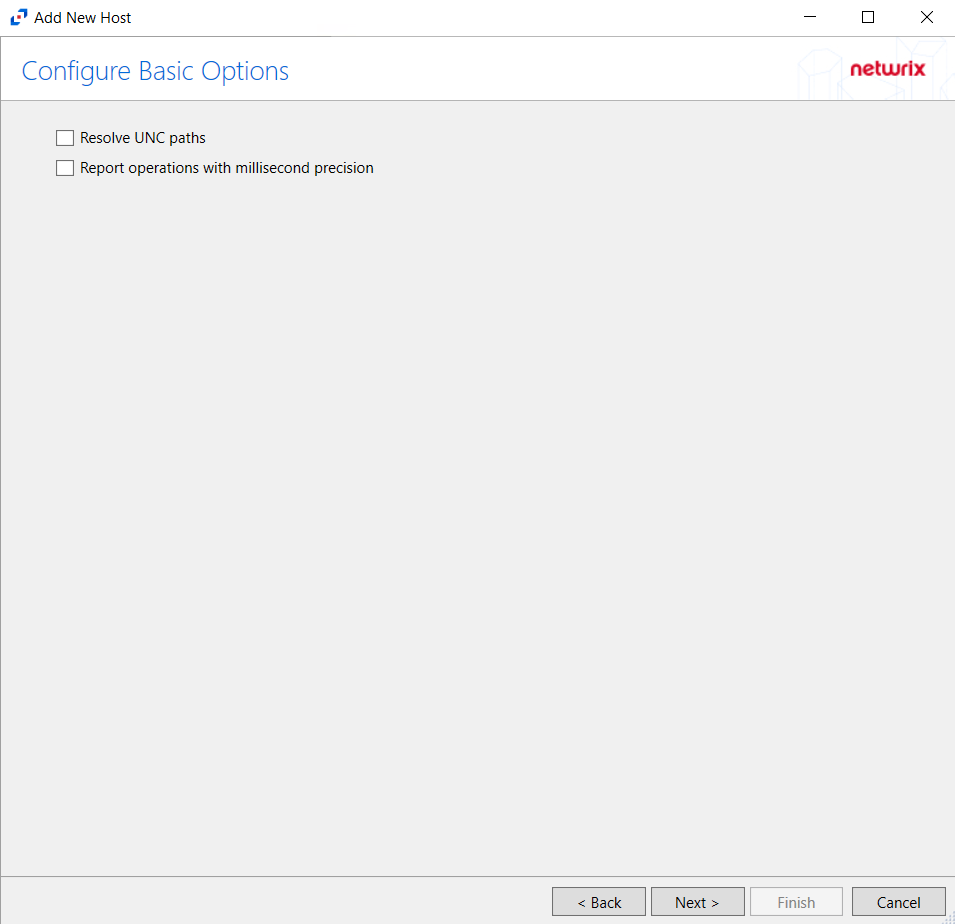 Add New Host
Configure Basic Options
netwrix
Resolve UNC paths
Report operations with millisecond precision
< Back Next > Finish Cancel